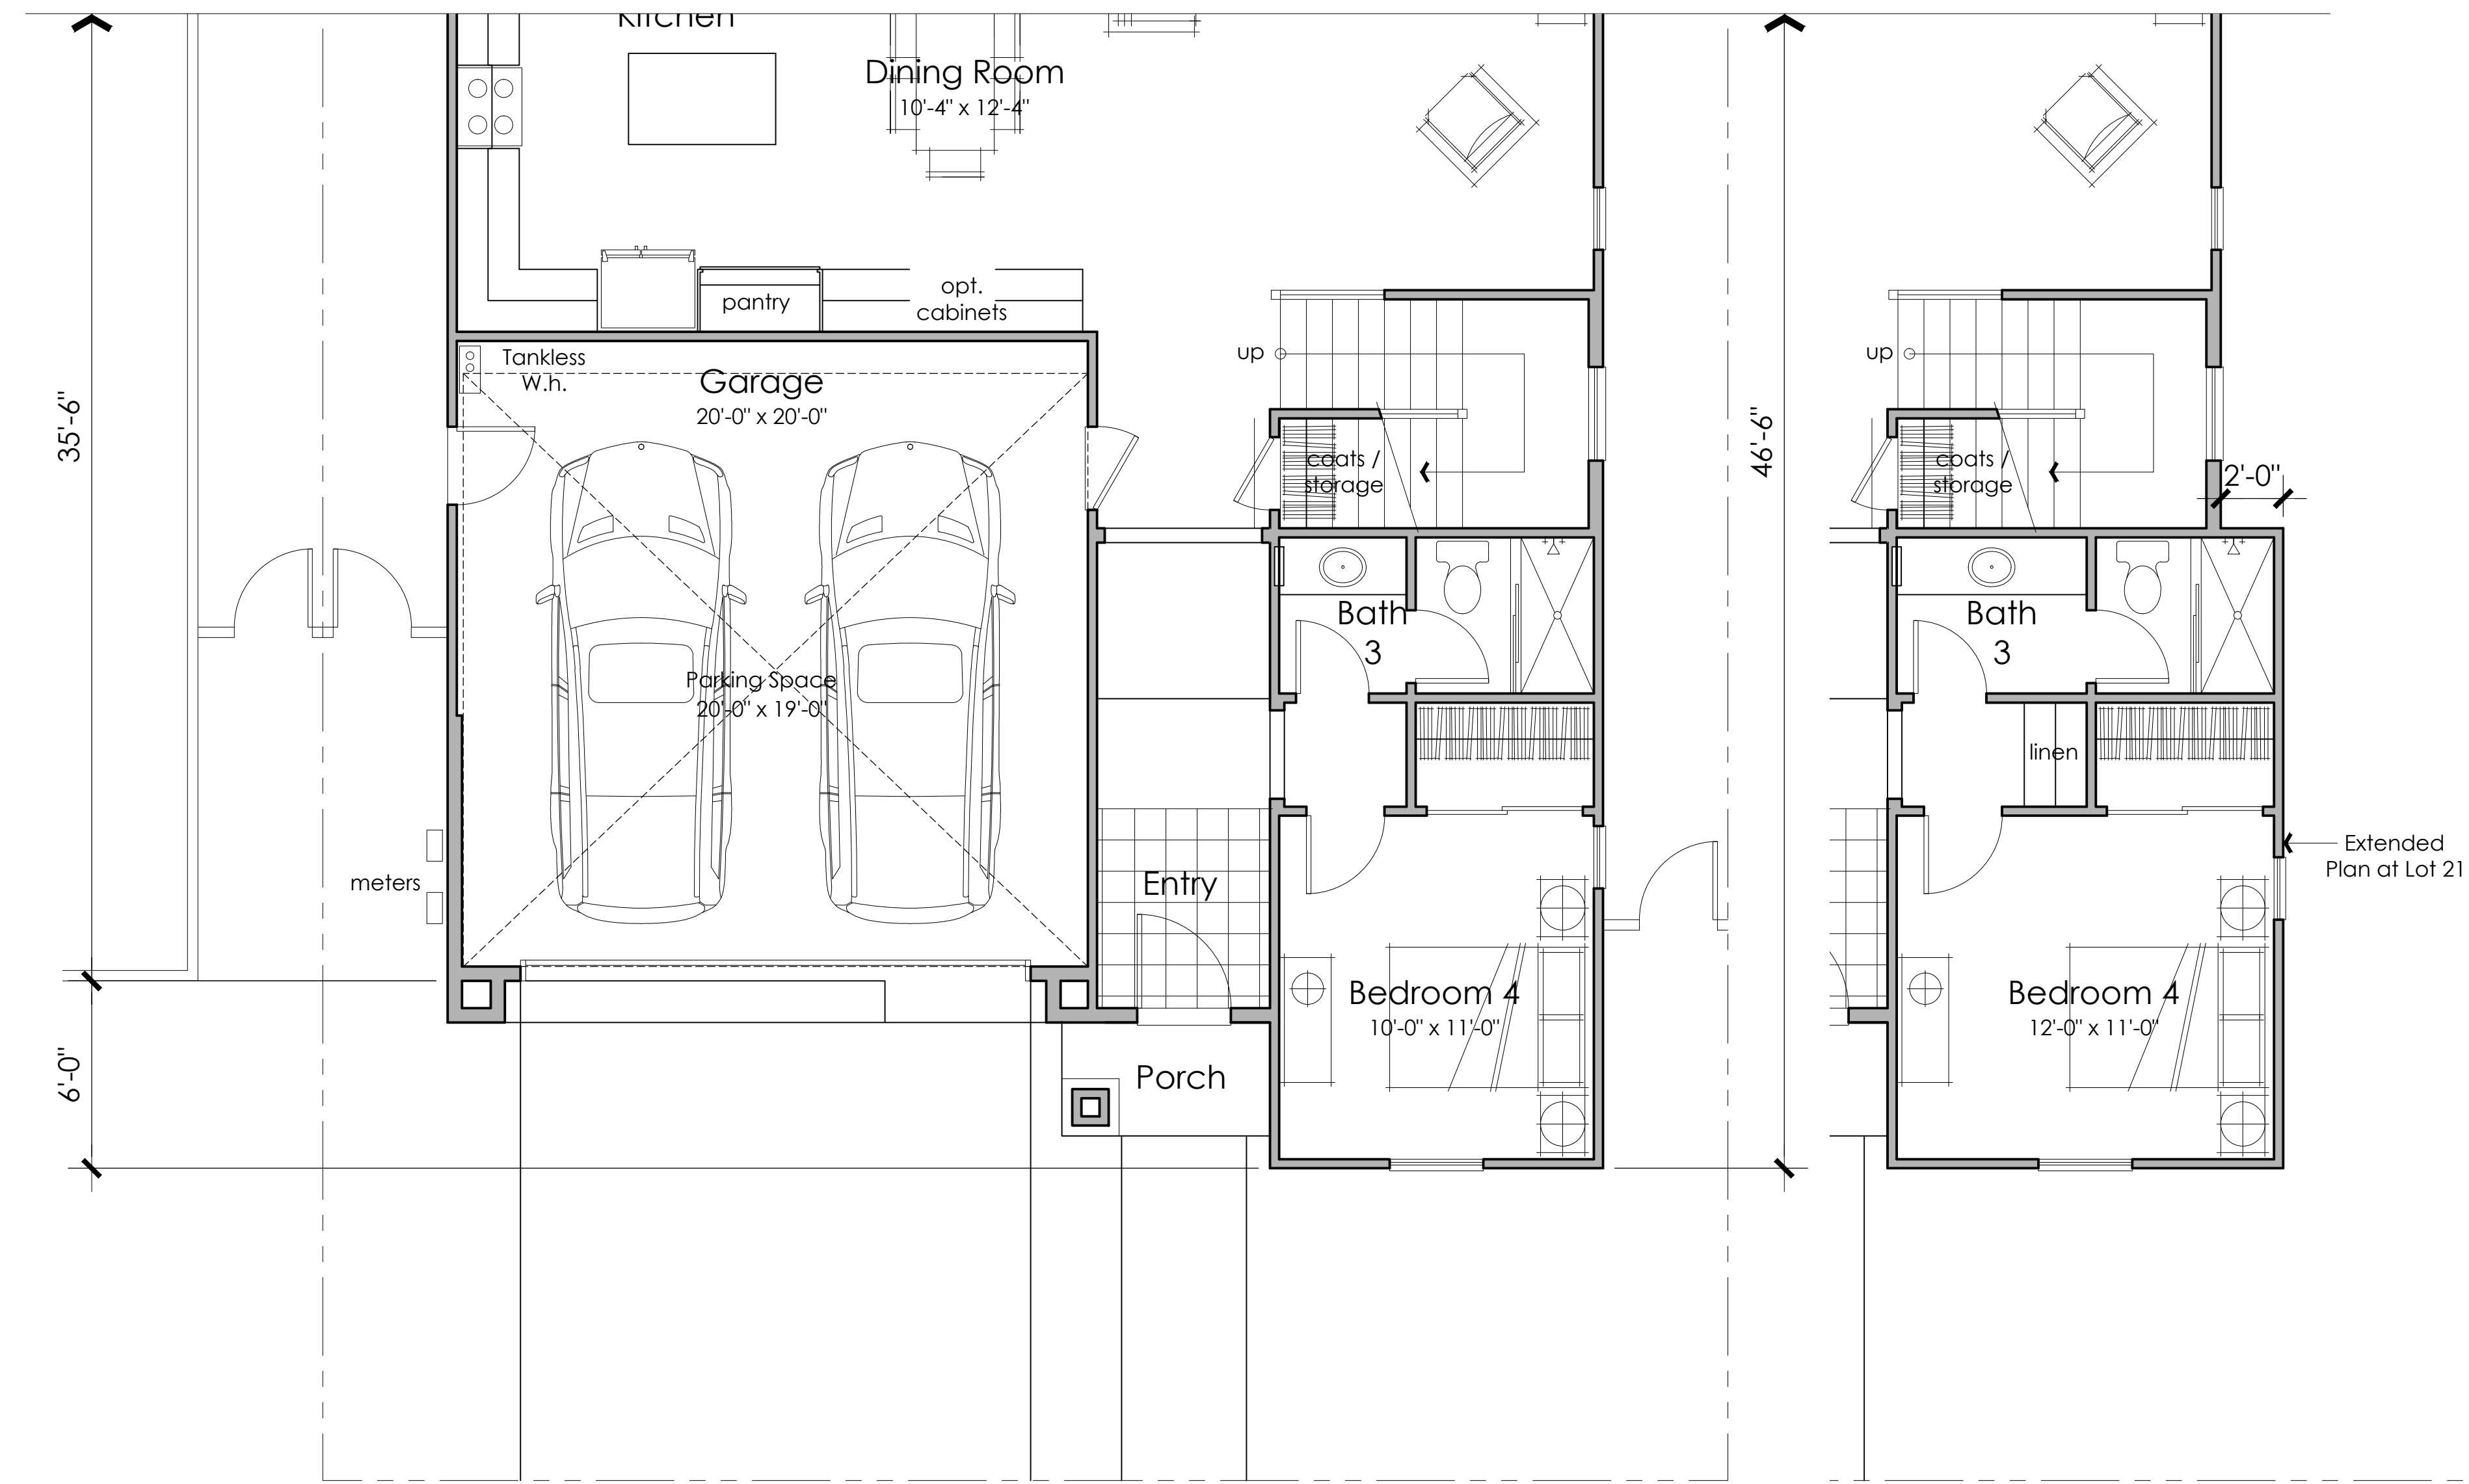 Kitchen
Dining Room
10'-4" x 12'-4"
pantry
opt.
cabinets
Tankless
W.h.
Garage
20'-0" x 20'-0"
up
coats /
storage
35'-6"
46'-6"
up
coats /
storage
2'-0"
Bath
3
Bath
3
Parking Space
20'-0" x 19'-0"
linen
meters
Entry
Extended
Plan at Lot 21
Bedroom 4
10'-0" x 11'-0"
Bedroom 4
12'-0" x 11'-0"
6'-0"
Porch